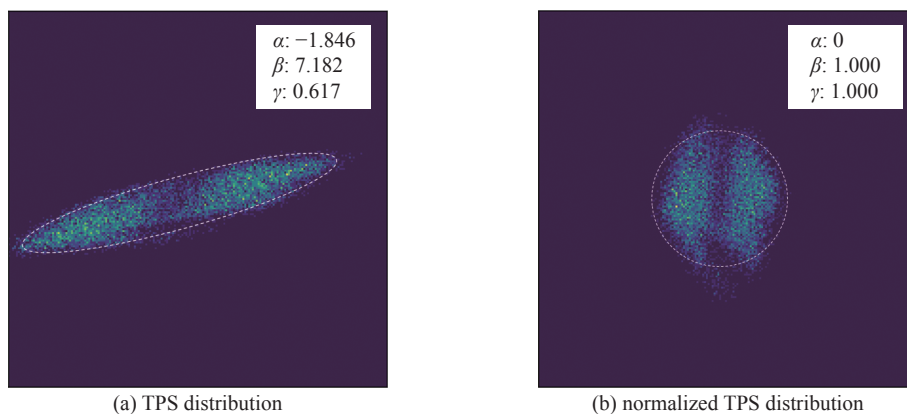 α: −1.846
β: 7.182
γ: 0.617
α: 0
β: 1.000
γ: 1.000
(a) TPS distribution
(b) normalized TPS distribution